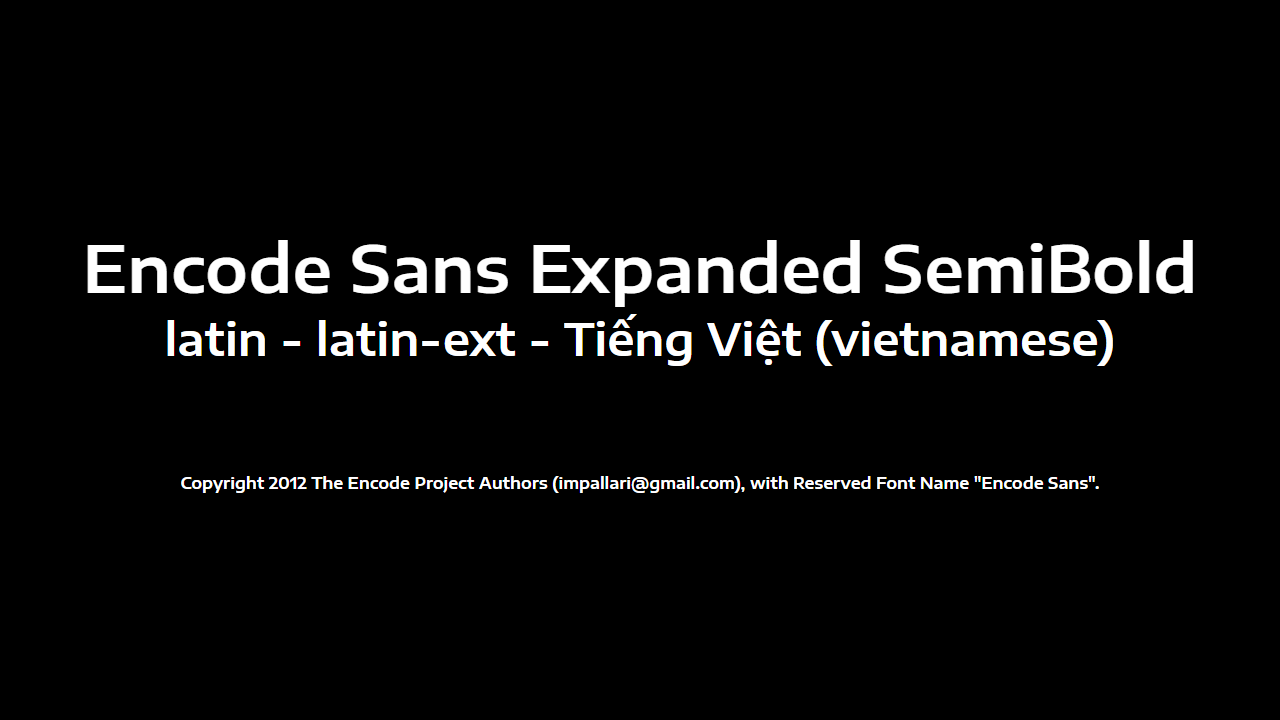 Encode Sans Expanded SemiBold
latin - latin-ext - Tiếng Việt (vietnamese)
Copyright 2012 The Encode Project Authors (impallari@gmail.com), with Reserved Font Name "Encode Sans".